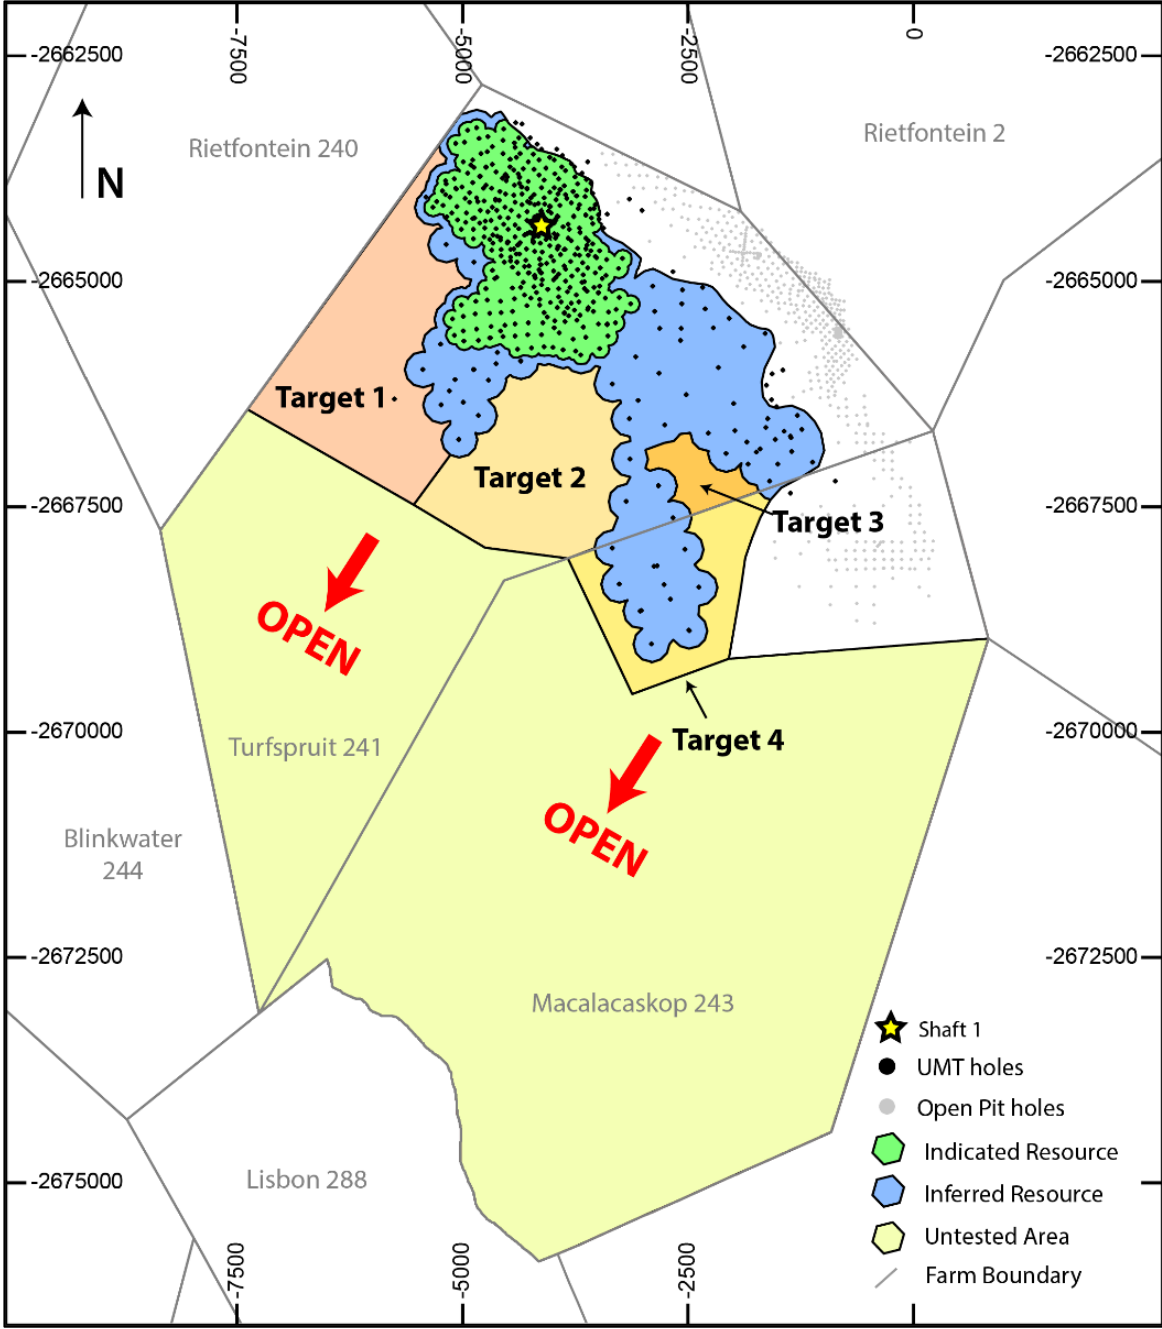 -7500
-5000
-2500
0
-2662500
-2662500
Rietfontein 240
Rietfontein 2
N
-2665000
-2665000
Target 1
Target 2
Target 3
-2667500
-2667500
OPEN
-2670000
-2670000
Turfspruit 241
Target 4
OPEN
Blinkwater
244
-2672500
-2672500
Macalacaskop 243
Shaft 1
UMT holes
Open Pit holes
Indicated Resource
Lisbon 288
-2675000
Inferred Resource
Untested Area
Farm Boundary
-7500
-5000
-2500